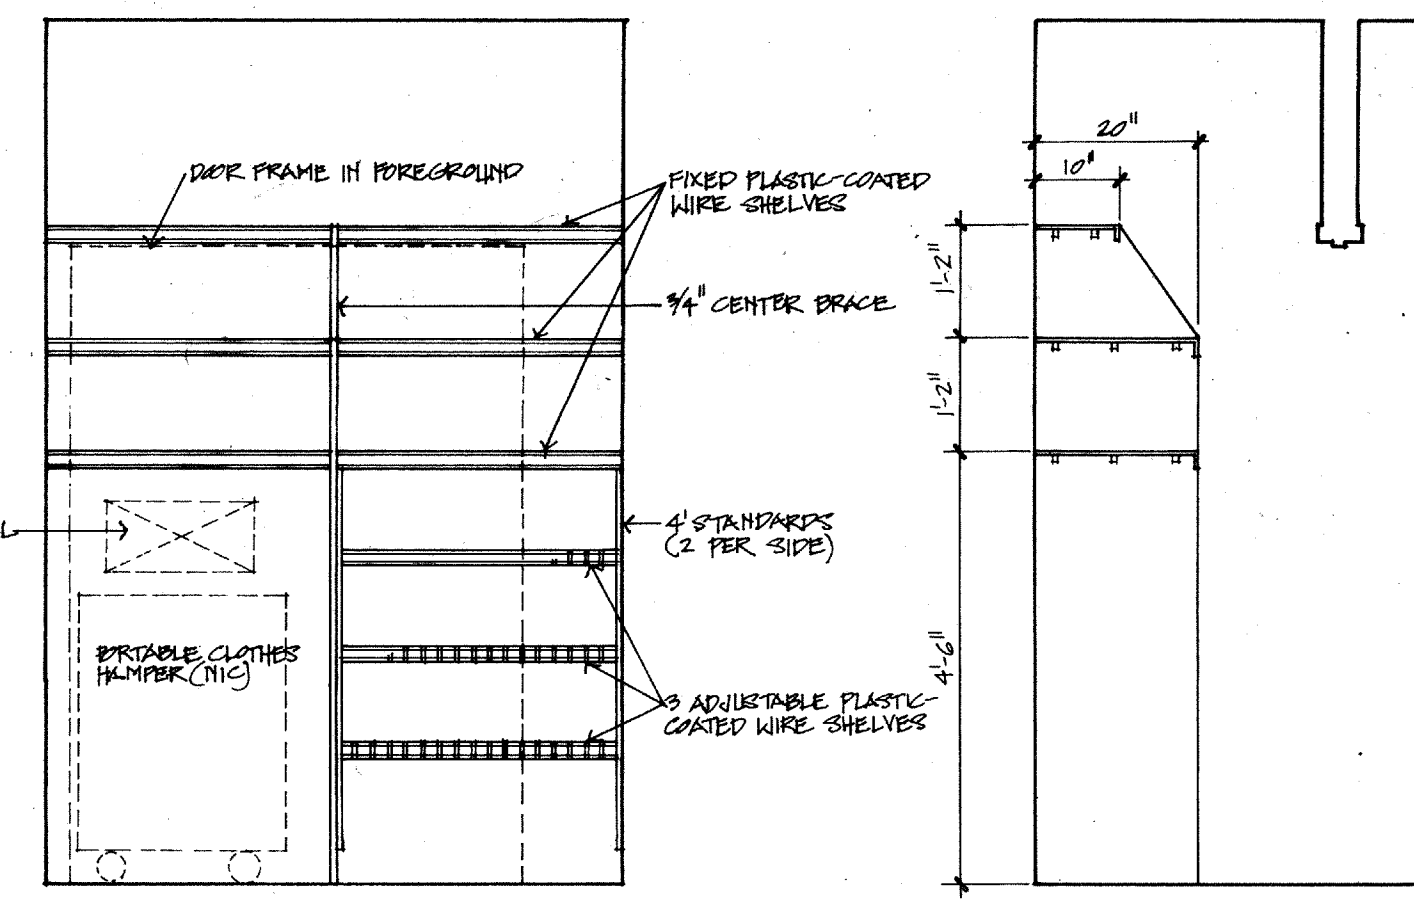 DOOR FRAME IN FOREGROUND
FIXED PLASTIC-COATED
WIRE SHELVES
3/4" CENTER BRACE
4' STANDARDS
(2 PER SIDE)
PORTABLE CLOTHES
HAMPER (NIC)
3 ADJUSTABLE PLASTIC-
COATED WIRE SHELVES
20"
10"
1'-2"
1'-2"
4'-6"